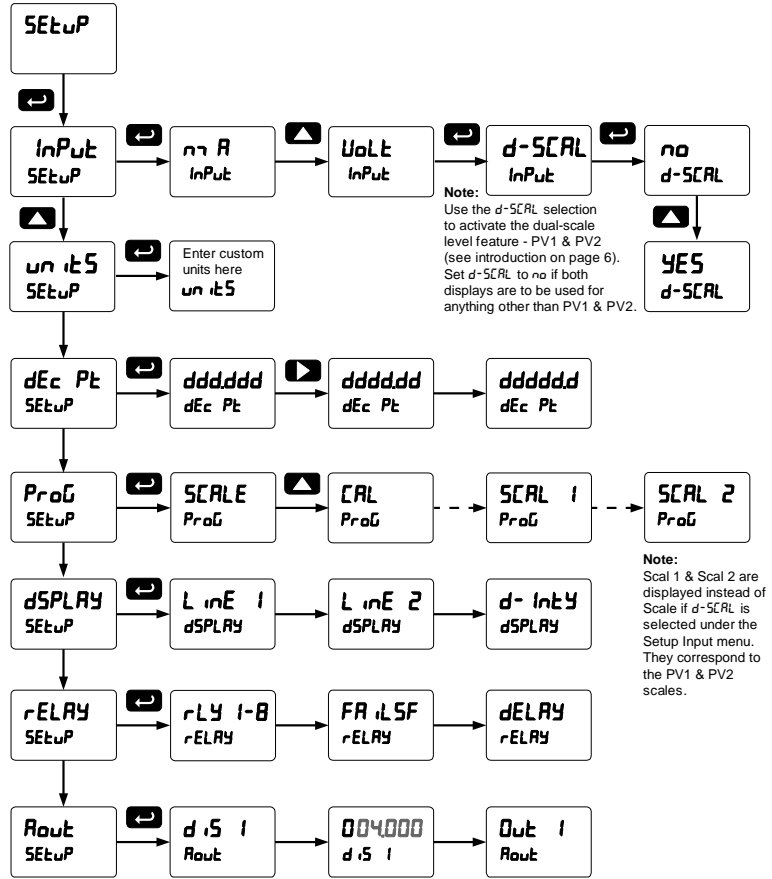 SEtuP
InPut
SEtuP
mA
InPut
VoLt
InPut
d-SCAL
InPut
no
d-SCAL
Note:
Use the d-SCAL selection
to activate the dual-scale
level feature - PV1 & PV2
(see introduction on page 6).
Set d-SCAL to no if both
displays are to be used for
anything other than PV1 & PV2.
YES
d-SCAL
unitS
SEtuP
Enter custom
units here
unitS
dEc Pt
SEtuP
ddd.ddd
dEc Pt
dddd.dd
dEc Pt
ddddd.d
dEc Pt
ProG
SEtuP
SCALE
ProG
CAL
ProG
SCAL 1
ProG
SCAL 2
ProG
Note:
Scal 1 & Scal 2 are
displayed instead of
Scale if d-SCAL is
selected under the
Setup Input menu.
They correspond to
the PV1 & PV2
scales.
dSPLAY
SEtuP
LinE 1
dSPLAY
LinE 2
dSPLAY
d-IntY
dSPLAY
rELAY
SEtuP
rLY 1-8
rELAY
FAiLSF
rELAY
dELAY
rELAY
Aout
SEtuP
diS 1
Aout
004.000
diS 1
Out 1
Aout